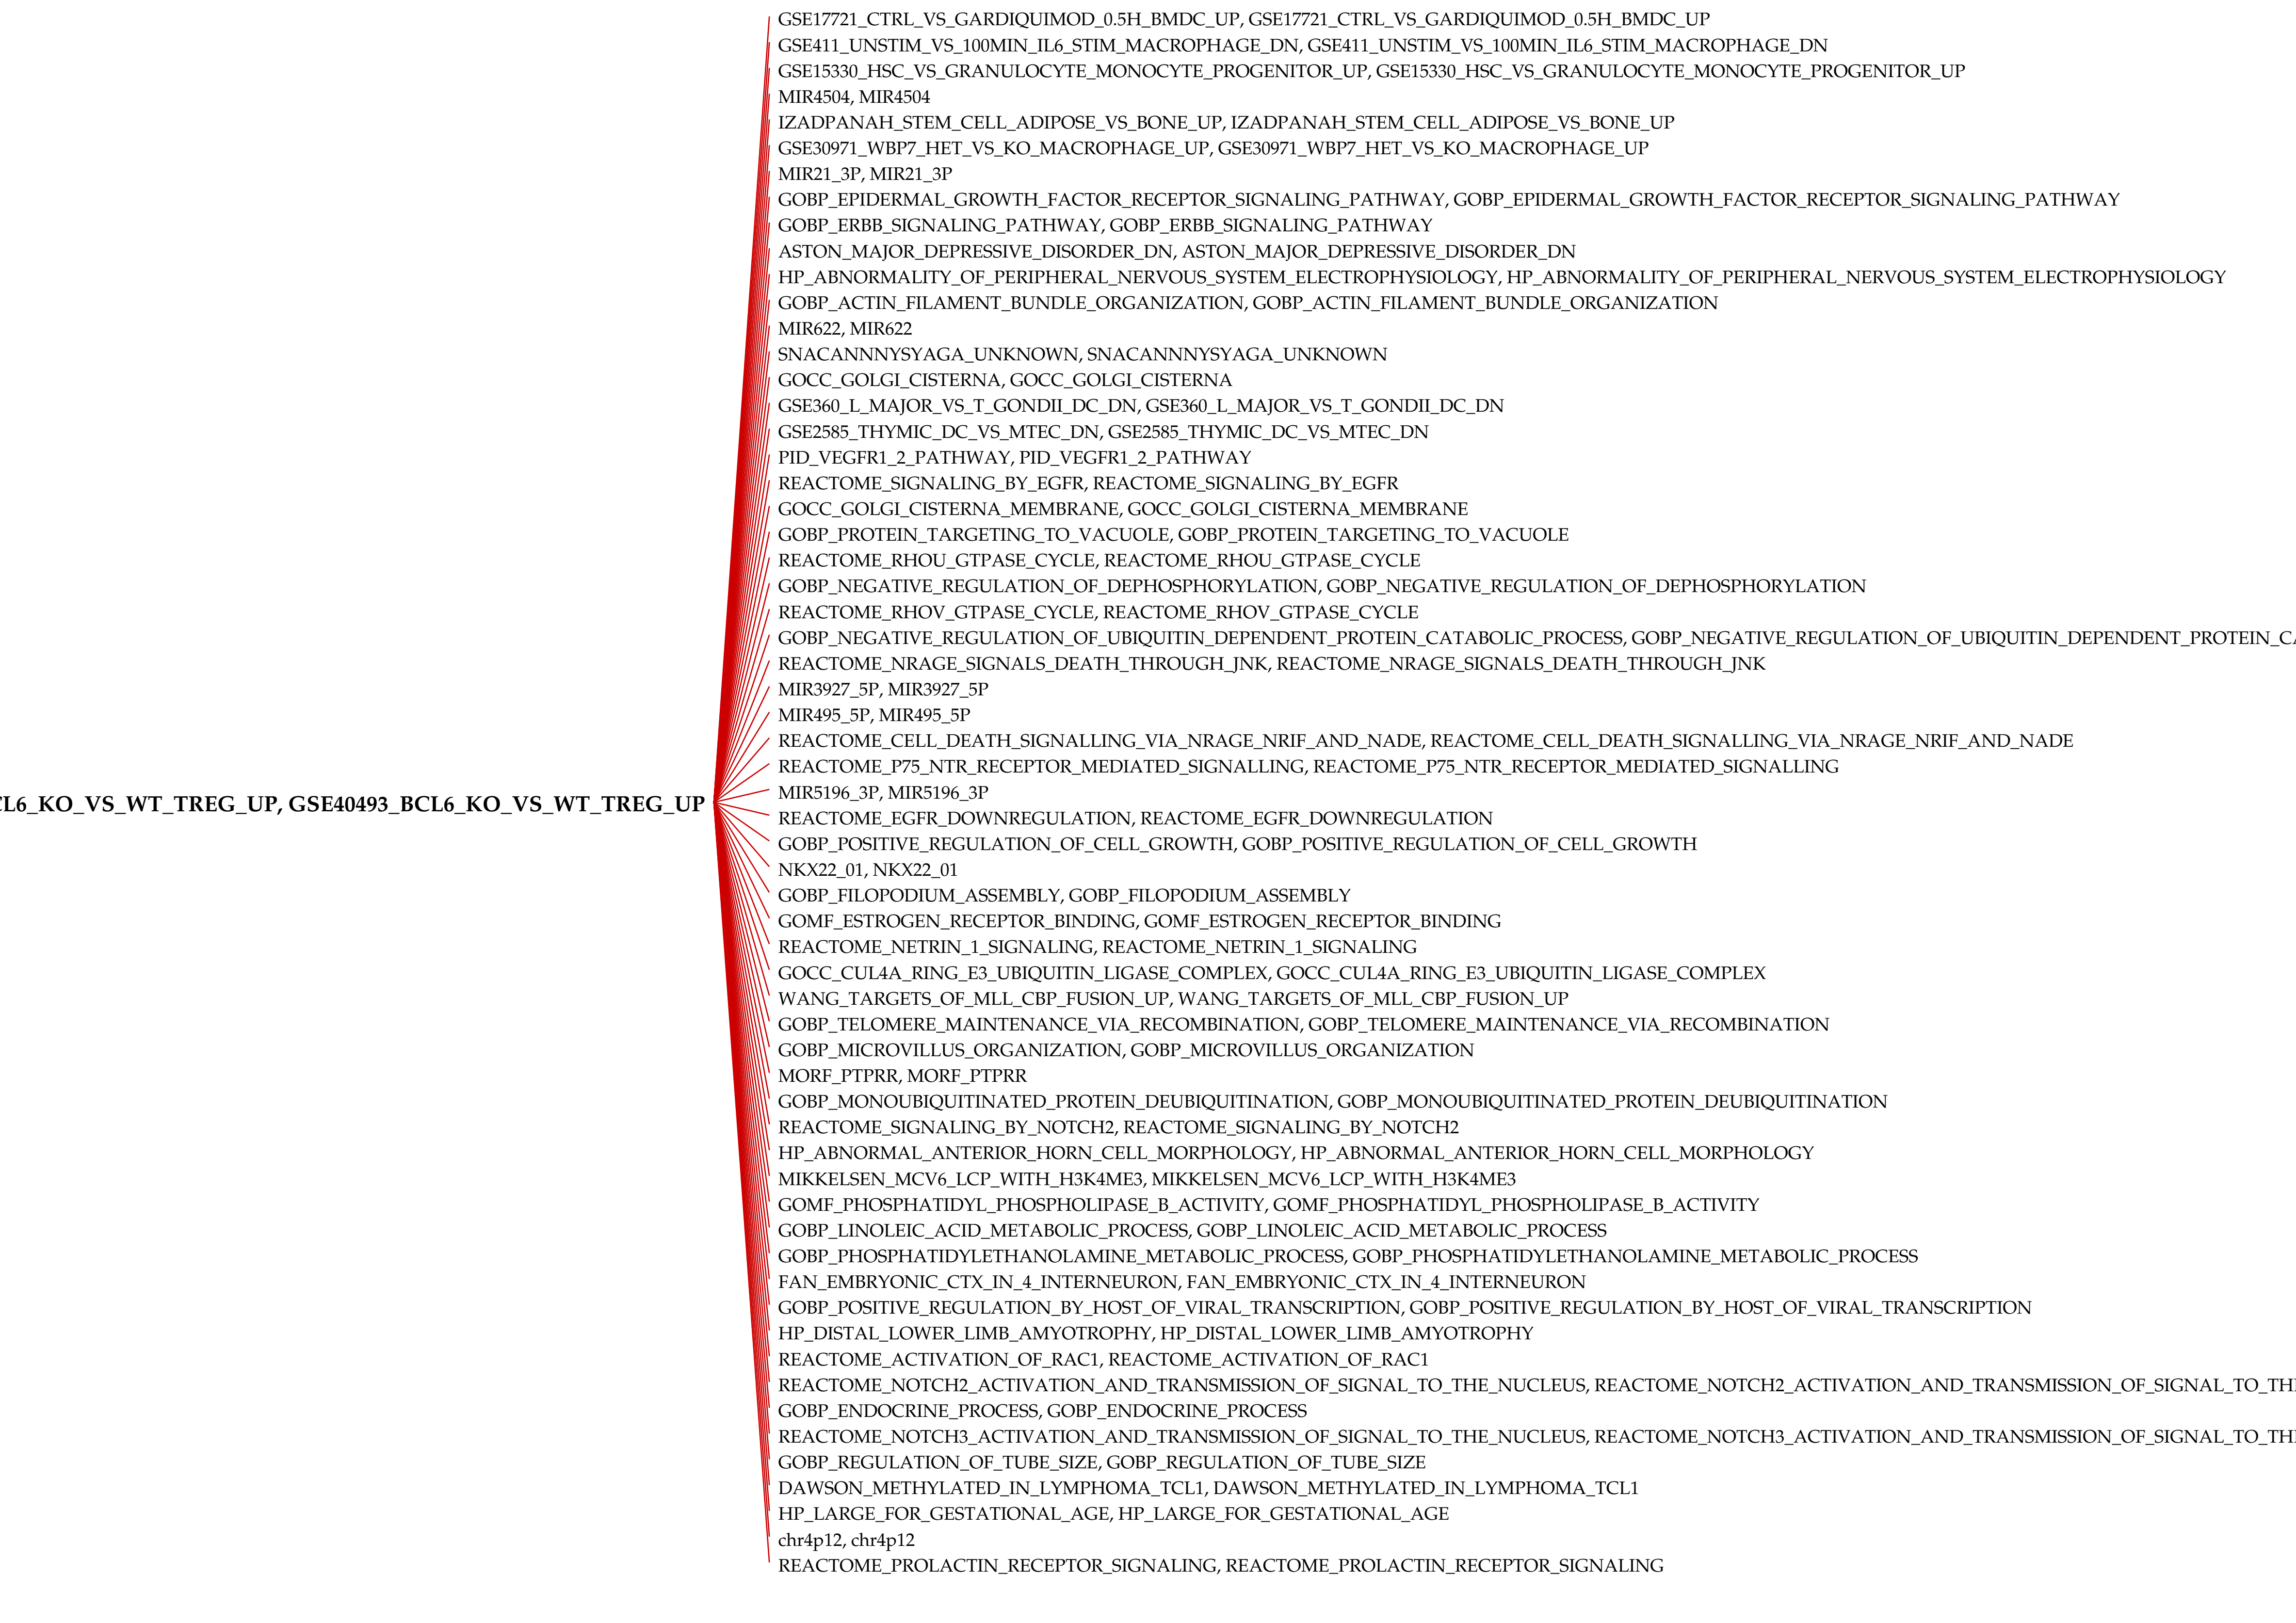 GSE17721_CTRL_VS_GARDIQUIMOD_0.5H_BMDC_UP, GSE17721_CTRL_VS_GARDIQUIMOD_0.5H_BMDC_UP
GSE411_UNSTIM_VS_100MIN_IL6_STIM_MACROPHAGE_DN, GSE411_UNSTIM_VS_100MIN_IL6_STIM_MACROPHAGE_DN
GSE15330_HSC_VS_GRANULOCYTE_MONOCYTE_PROGENITOR_UP, GSE15330_HSC_VS_GRANULOCYTE_MONOCYTE_PROGENITOR_UP
MIR4504, MIR4504
IZADPANAH_STEM_CELL_ADIPOSE_VS_BONE_UP, IZADPANAH_STEM_CELL_ADIPOSE_VS_BONE_UP
GSE30971_WBP7_HET_VS_KO_MACROPHAGE_UP, GSE30971_WBP7_HET_VS_KO_MACROPHAGE_UP
MIR21_3P, MIR21_3P
GOBP_EPIDERMAL_GROWTH_FACTOR_RECEPTOR_SIGNALING_PATHWAY, GOBP_EPIDERMAL_GROWTH_FACTOR_RECEPTOR_SIGNALING_PATHWAY
GOBP_ERBB_SIGNALING_PATHWAY, GOBP_ERBB_SIGNALING_PATHWAY
ASTON_MAJOR_DEPRESSIVE_DISORDER_DN, ASTON_MAJOR_DEPRESSIVE_DISORDER_DN
HP_ABNORMALITY_OF_PERIPHERAL_NERVOUS_SYSTEM_ELECTROPHYSIOLOGY, HP_ABNORMALITY_OF_PERIPHERAL_NERVOUS_SYSTEM_ELECTROPHYSIOLOGY
GOBP_ACTIN_FILAMENT_BUNDLE_ORGANIZATION, GOBP_ACTIN_FILAMENT_BUNDLE_ORGANIZATION
MIR622, MIR622
SNACANNNYSYAGA_UNKNOWN, SNACANNNYSYAGA_UNKNOWN
GOCC_GOLGI_CISTERNA, GOCC_GOLGI_CISTERNA
GSE360_L_MAJOR_VS_T_GONDII_DC_DN, GSE360_L_MAJOR_VS_T_GONDII_DC_DN
GSE2585_THYMIC_DC_VS_MTEC_DN, GSE2585_THYMIC_DC_VS_MTEC_DN
PID_VEGFR1_2_PATHWAY, PID_VEGFR1_2_PATHWAY
REACTOME_SIGNALING_BY_EGFR, REACTOME_SIGNALING_BY_EGFR
GOCC_GOLGI_CISTERNA_MEMBRANE, GOCC_GOLGI_CISTERNA_MEMBRANE
GOBP_PROTEIN_TARGETING_TO_VACUOLE, GOBP_PROTEIN_TARGETING_TO_VACUOLE
REACTOME_RHOU_GTPASE_CYCLE, REACTOME_RHOU_GTPASE_CYCLE
GOBP_NEGATIVE_REGULATION_OF_DEPHOSPHORYLATION, GOBP_NEGATIVE_REGULATION_OF_DEPHOSPHORYLATION
REACTOME_RHOV_GTPASE_CYCLE, REACTOME_RHOV_GTPASE_CYCLE
GOBP_NEGATIVE_REGULATION_OF_UBIQUITIN_DEPENDENT_PROTEIN_CATABOLIC_PROCESS, GOBP_NEGATIVE_REGULATION_OF_UBIQUITIN_DEPENDENT_PROTEIN_CA
REACTOME_NRAGE_SIGNALS_DEATH_THROUGH_JNK, REACTOME_NRAGE_SIGNALS_DEATH_THROUGH_JNK
MIR3927_5P, MIR3927_5P
MIR495_5P, MIR495_5P
REACTOME_CELL_DEATH_SIGNALLING_VIA_NRAGE_NRIF_AND_NADE, REACTOME_CELL_DEATH_SIGNALLING_VIA_NRAGE_NRIF_AND_NADE
REACTOME_P75_NTR_RECEPTOR_MEDIATED_SIGNALLING, REACTOME_P75_NTR_RECEPTOR_MEDIATED_SIGNALLING
MIR5196_3P, MIR5196_3P
CL6_KO_VS_WT_TREG_UP, GSE40493_BCL6_KO_VS_WT_TREG_UP
REACTOME_EGFR_DOWNREGULATION, REACTOME_EGFR_DOWNREGULATION
GOBP_POSITIVE_REGULATION_OF_CELL_GROWTH, GOBP_POSITIVE_REGULATION_OF_CELL_GROWTH
NKX22_01, NKX22_01
GOBP_FILOPODIUM_ASSEMBLY, GOBP_FILOPODIUM_ASSEMBLY
GOMF_ESTROGEN_RECEPTOR_BINDING, GOMF_ESTROGEN_RECEPTOR_BINDING
REACTOME_NETRIN_1_SIGNALING, REACTOME_NETRIN_1_SIGNALING
GOCC_CUL4A_RING_E3_UBIQUITIN_LIGASE_COMPLEX, GOCC_CUL4A_RING_E3_UBIQUITIN_LIGASE_COMPLEX
WANG_TARGETS_OF_MLL_CBP_FUSION_UP, WANG_TARGETS_OF_MLL_CBP_FUSION_UP
GOBP_TELOMERE_MAINTENANCE_VIA_RECOMBINATION, GOBP_TELOMERE_MAINTENANCE_VIA_RECOMBINATION
GOBP_MICROVILLUS_ORGANIZATION, GOBP_MICROVILLUS_ORGANIZATION
MORF_PTPRR, MORF_PTPRR
GOBP_MONOUBIQUITINATED_PROTEIN_DEUBIQUITINATION, GOBP_MONOUBIQUITINATED_PROTEIN_DEUBIQUITINATION
REACTOME_SIGNALING_BY_NOTCH2, REACTOME_SIGNALING_BY_NOTCH2
HP_ABNORMAL_ANTERIOR_HORN_CELL_MORPHOLOGY, HP_ABNORMAL_ANTERIOR_HORN_CELL_MORPHOLOGY
MIKKELSEN_MCV6_LCP_WITH_H3K4ME3, MIKKELSEN_MCV6_LCP_WITH_H3K4ME3
GOMF_PHOSPHATIDYL_PHOSPHOLIPASE_B_ACTIVITY, GOMF_PHOSPHATIDYL_PHOSPHOLIPASE_B_ACTIVITY
GOBP_LINOLEIC_ACID_METABOLIC_PROCESS, GOBP_LINOLEIC_ACID_METABOLIC_PROCESS
GOBP_PHOSPHATIDYLETHANOLAMINE_METABOLIC_PROCESS, GOBP_PHOSPHATIDYLETHANOLAMINE_METABOLIC_PROCESS
FAN_EMBRYONIC_CTX_IN_4_INTERNEURON, FAN_EMBRYONIC_CTX_IN_4_INTERNEURON
GOBP_POSITIVE_REGULATION_BY_HOST_OF_VIRAL_TRANSCRIPTION, GOBP_POSITIVE_REGULATION_BY_HOST_OF_VIRAL_TRANSCRIPTION
HP_DISTAL_LOWER_LIMB_AMYOTROPHY, HP_DISTAL_LOWER_LIMB_AMYOTROPHY
REACTOME_ACTIVATION_OF_RAC1, REACTOME_ACTIVATION_OF_RAC1
REACTOME_NOTCH2_ACTIVATION_AND_TRANSMISSION_OF_SIGNAL_TO_THE_NUCLEUS, REACTOME_NOTCH2_ACTIVATION_AND_TRANSMISSION_OF_SIGNAL_TO_TH
GOBP_ENDOCRINE_PROCESS, GOBP_ENDOCRINE_PROCESS
REACTOME_NOTCH3_ACTIVATION_AND_TRANSMISSION_OF_SIGNAL_TO_THE_NUCLEUS, REACTOME_NOTCH3_ACTIVATION_AND_TRANSMISSION_OF_SIGNAL_TO_TH
GOBP_REGULATION_OF_TUBE_SIZE, GOBP_REGULATION_OF_TUBE_SIZE
DAWSON_METHYLATED_IN_LYMPHOMA_TCL1, DAWSON_METHYLATED_IN_LYMPHOMA_TCL1
HP_LARGE_FOR_GESTATIONAL_AGE, HP_LARGE_FOR_GESTATIONAL_AGE
chr4p12, chr4p12
REACTOME_PROLACTIN_RECEPTOR_SIGNALING, REACTOME_PROLACTIN_RECEPTOR_SIGNALING